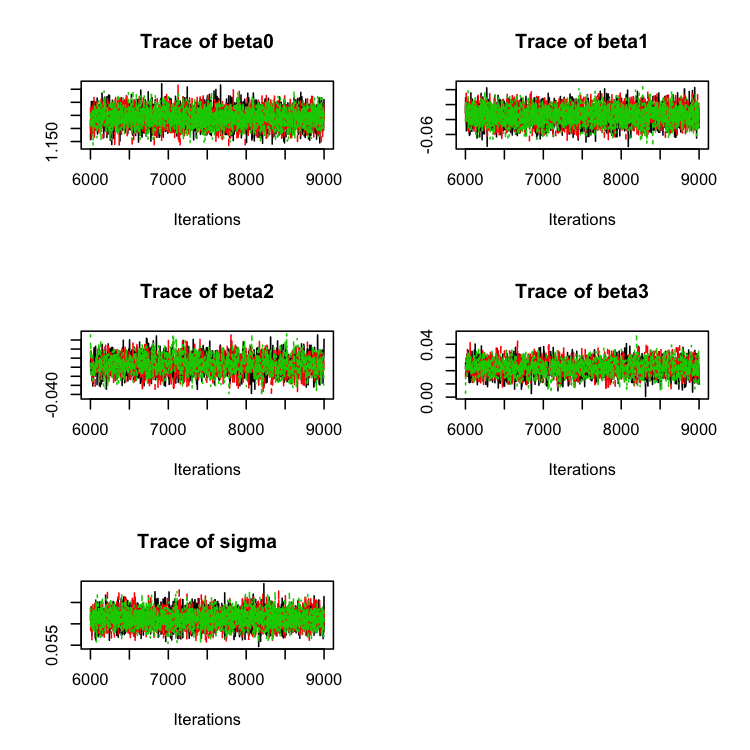 Trace of beta0
1.150
6000 7000 8000 9000
Iterations
Trace of beta1
-0.06
6000 7000 8000 9000
Iterations
Trace of beta2
-0.040
6000 7000 8000 9000
Iterations
Trace of beta3
0.00 0.04
6000 7000 8000 9000
Iterations
Trace of sigma
0.055
6000 7000 8000 9000
Iterations